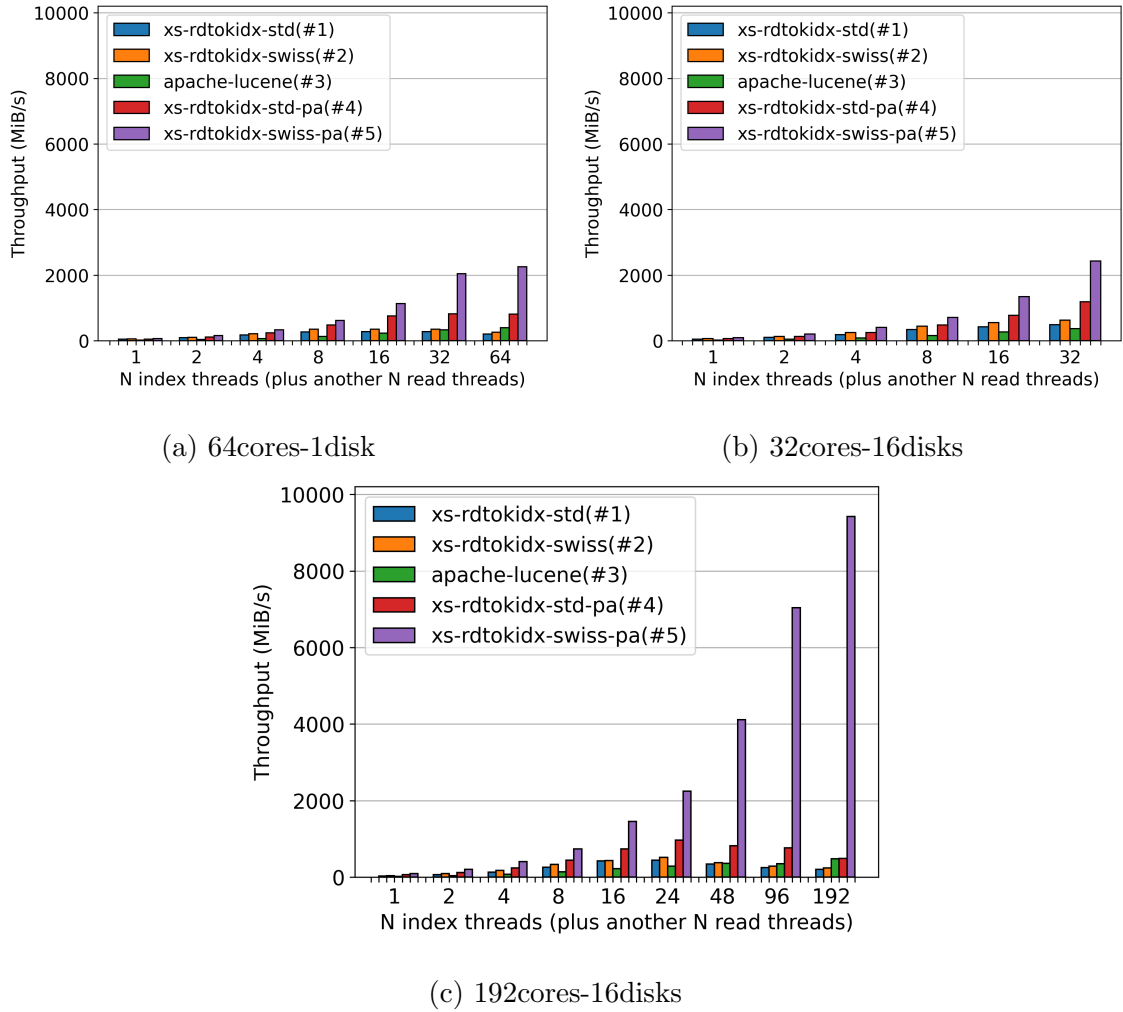 10000
8000
6000
4000
2000
0
Throughput (MiB/s)
xs-rdtokidx-std(#1)
xs-rdtokidx-swiss(#2)
apache-lucene(#3)
xs-rdtokidx-std-pa(#4)
xs-rdtokidx-swiss-pa(#5)
1 2 4 8 16 32 64
N index threads (plus another N read threads)
(a) 64cores-1disk
10000
8000
6000
4000
2000
0
Throughput (MiB/s)
xs-rdtokidx-std(#1)
xs-rdtokidx-swiss(#2)
apache-lucene(#3)
xs-rdtokidx-std-pa(#4)
xs-rdtokidx-swiss-pa(#5)
1 2 4 8 16 32
N index threads (plus another N read threads)
(b) 32cores-16disks
10000
8000
6000
4000
2000
0
Throughput (MiB/s)
xs-rdtokidx-std(#1)
xs-rdtokidx-swiss(#2)
apache-lucene(#3)
xs-rdtokidx-std-pa(#4)
xs-rdtokidx-swiss-pa(#5)
1 2 4 8 16 24 48 96 192
N index threads (plus another N read threads)
(c) 192cores-16disks